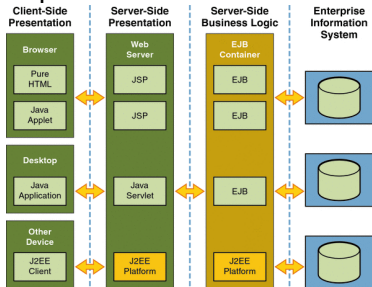 Client-Side
Presentation
Server-Side
Presentation
Server-Side
Business Logic
Enterprise
Information
System
Browser
Pure
HTML
Java
Applet
Desktop
Java
Application
Other
Device
J2EE
Client
Web
Server
JSP
JSP
Java
Servlet
J2EE
Platform
EJB
Container
EJB
EJB
EJB
J2EE
Platform